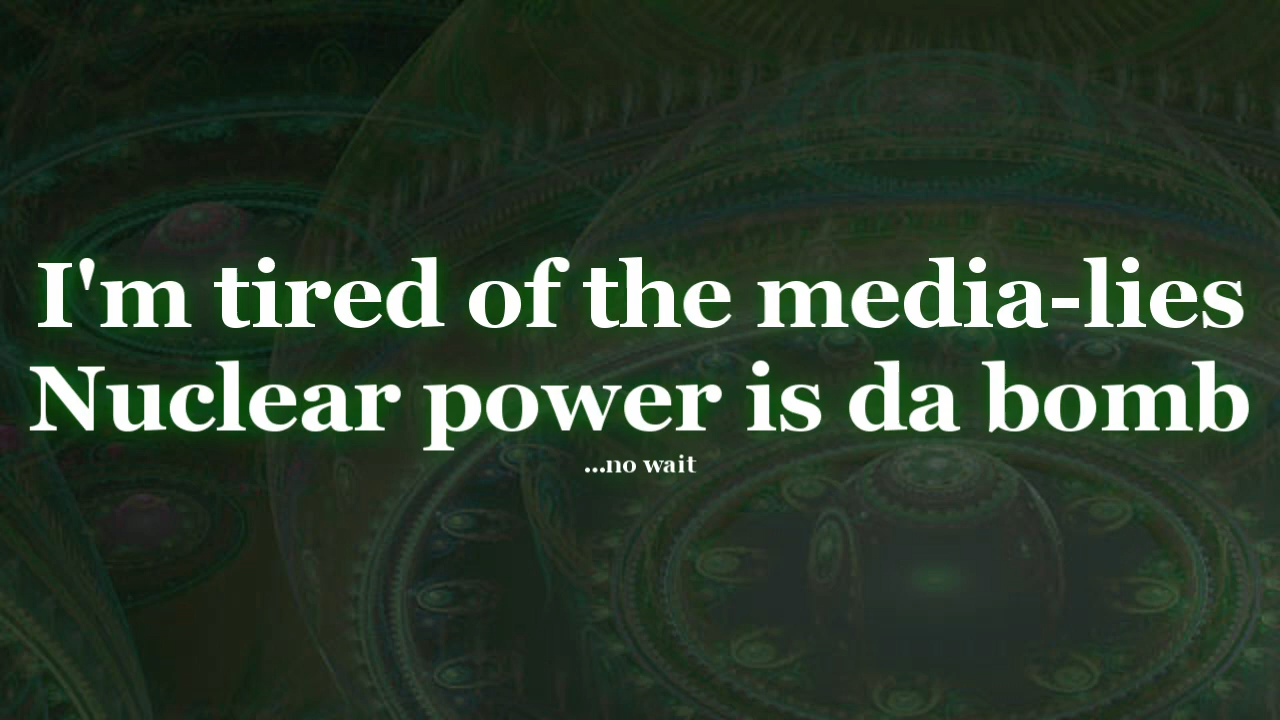 I'm tired of the media-lies
Nuclear power is da bomb
...no wait